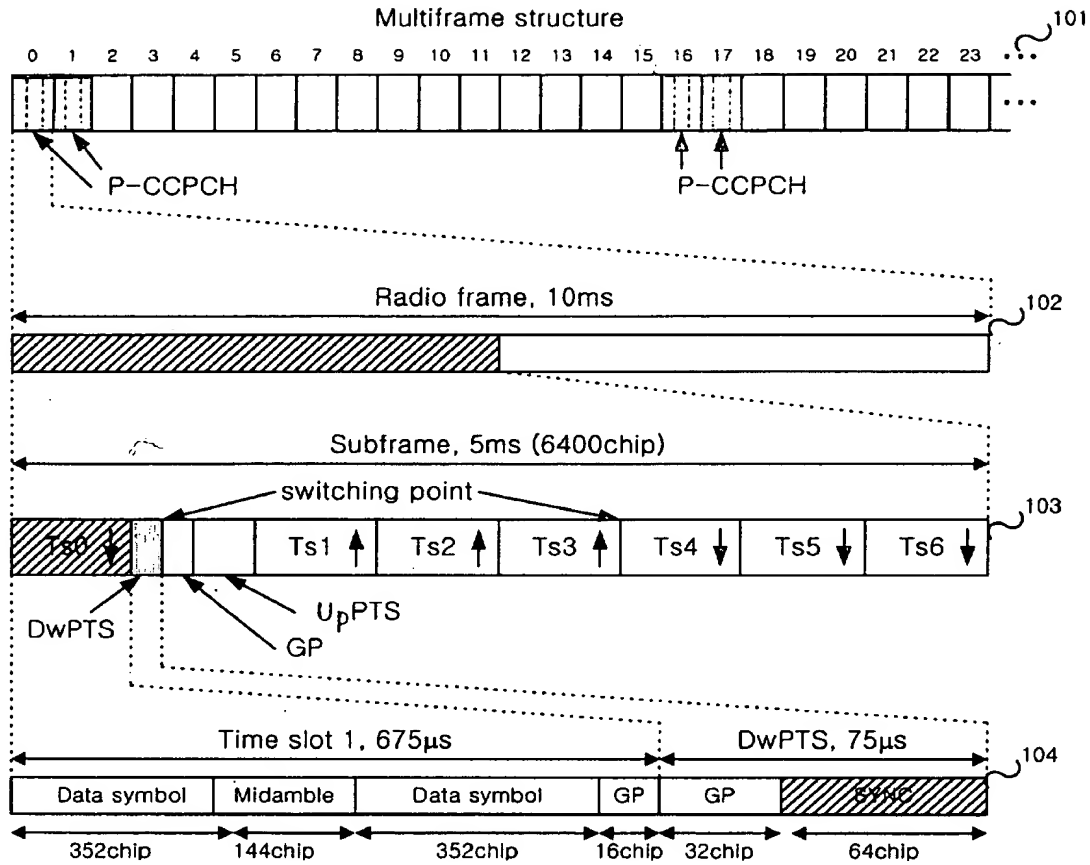 Multiframe structure
101
0 1 2 3 4 5 6 7 8 9 10 11 12 13 14 15 16 17 18 19 20 21 22 23 ...
...
P-CCPCH P-CCPCH
Radio frame, 10ms
102
Subframe, 5ms (6400chip)
switching point
103
Ts0 Ts1 Ts2 Ts3 Ts4 Ts5 Ts6
DwPTS GP UpPTS
Time slot 1, 675μs DwPTS, 75μs
104
Data symbol Midamble Data symbol GP GP SYNC
352chip 144chip 352chip 16chip 32chip 64chip